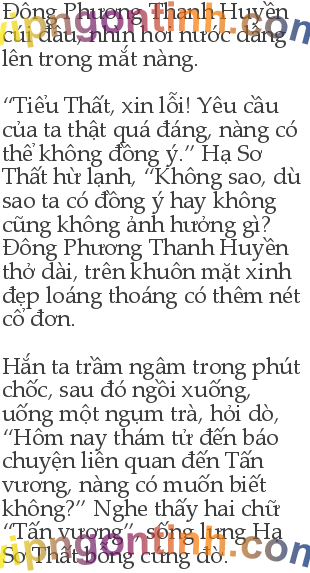 Đông Phương Thanh Huyền
cúi đầu, nhìn hơi nước dâng
lên trong mắt nàng.
“Tiểu Thất, xin lỗi! Yêu cầu
của ta thật quá đáng, nàng có
thể không đồng ý.” Hạ Sơ
Thất hừ lạnh, “Không sao, dù
sao ta có đồng ý hay không
cũng không ảnh hưởng gì?
Đông Phương Thanh Huyền
thở dài, trên khuôn mặt xinh
đẹp loáng thoáng có thêm nét
cô đơn.
Hắn ta trầm ngâm trong phút
chốc, sau đó ngồi xuống,
uống một ngụm trà, hỏi dò,
“Hôm nay thám tử đến báo
chuyện liên quan đến Tấn
vương, nàng có muốn biết
không?” Nghe thấy hai chữ
“Tấn vương”, sống lưng Hạ
Sơ Thất bỗng cứng đờ.
vipngontinh.com
vipngontinh.com